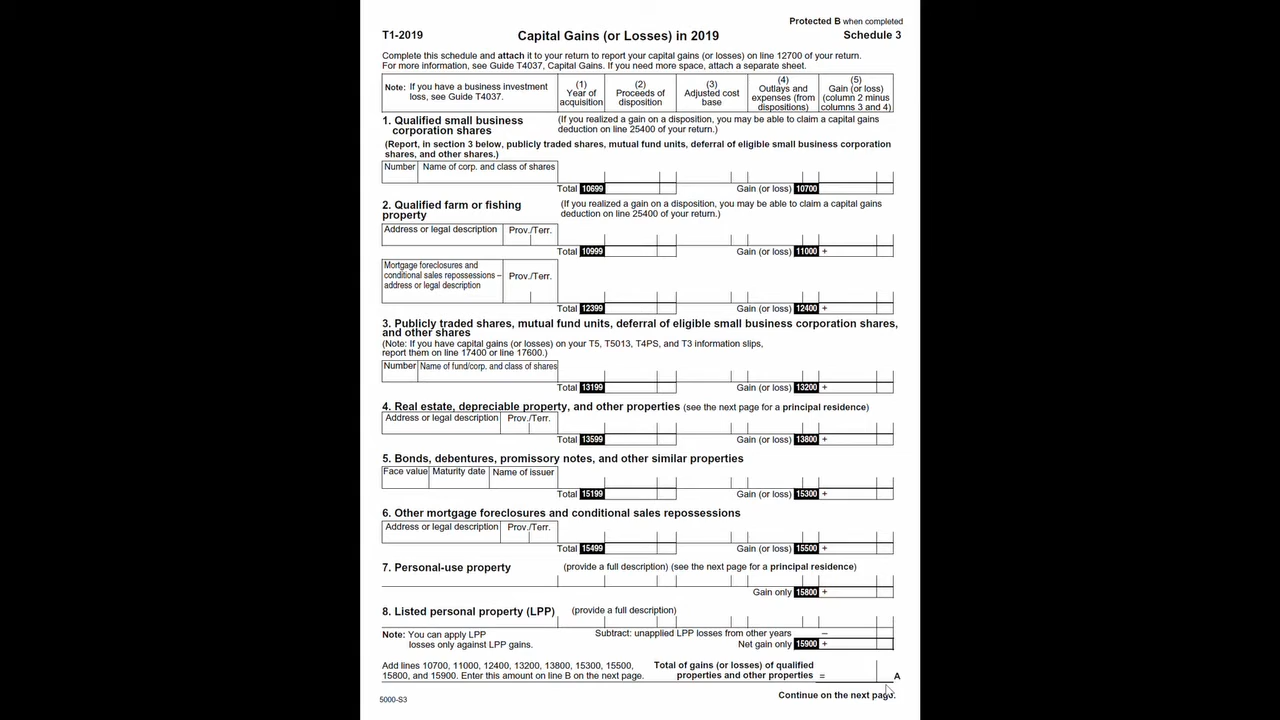 Protected B when completed
T1-2019 Capital Gains (or Losses) in 2019 Schedule 3
Complete this schedule and attach it to your return to report your capital gains (or losses) on line 12700 of your return.
For more information, see Guide T4037, Capital Gains. If you need more space, attach a separate sheet.
Note: If you have a business investment
loss, see Guide T4037.
(1)
Year of
acquisition
(2)
Proceeds of
disposition
(3)
Adjusted cost
base
(4)
Outlays and
expenses (from
dispositions)
(5)
Gain (or loss)
(column 2 minus
columns 3 and 4)
1. Qualified small business
corporation shares
(If you realized a gain on a disposition, you may be able to claim a capital gains
deduction on line 25400 of your return.)
(Report, in section 3 below, publicly traded shares, mutual fund units, deferral of eligible small business corporation
shares, and other shares.)
Number Name of corp. and class of shares
Total 10699 Gain (or loss) 10700
2. Qualified farm or fishing
property
(If you realized a gain on a disposition, you may be able to claim a capital gains
deduction on line 25400 of your return.)
Address or legal description Prov./Terr.
Total 10999 Gain (or loss) 11000 +
Mortgage foreclosures and
conditional sales repossessions –
address or legal description
Prov./Terr.
Total 12399 Gain (or loss) 12400 +
3. Publicly traded shares, mutual fund units, deferral of eligible small business corporation shares,
and other shares
(Note: If you have capital gains (or losses) on your T5, T5013, T4PS, and T3 information slips,
report them on line 17400 or line 17600.)
Number Name of fund/corp. and class of shares
Total 13199 Gain (or loss) 13200 +
4. Real estate, depreciable property, and other properties (see the next page for a principal residence)
Address or legal description Prov./Terr.
Total 13599 Gain (or loss) 13800 +
5. Bonds, debentures, promissory notes, and other similar properties
Face value Maturity date Name of issuer
Total 15199 Gain (or loss) 15300 +
6. Other mortgage foreclosures and conditional sales repossessions
Address or legal description Prov./Terr.
Total 15499 Gain (or loss) 15500 +
7. Personal-use property (provide a full description) (see the next page for a principal residence)
Gain only 15800 +
8. Listed personal property (LPP) (provide a full description)
Note: You can apply LPP
losses only against LPP gains.
Subtract: unapplied LPP losses from other years –
Net gain only 15900 +
Add lines 10700, 11000, 12400, 13200, 13800, 15300, 15500,
15800, and 15900. Enter this amount on line B on the next page.
Total of gains (or losses) of qualified
properties and other properties = A
5000-S3
Continue on the next page.